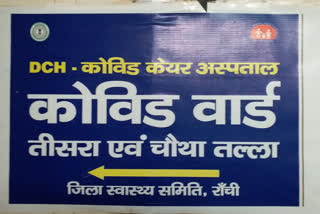 DCH - कोविड केयर अस्पताल
कोविड वार्ड
तीसरा एवं चौथा तल्ला
जिला स्वास्थ्य समिति, राँची